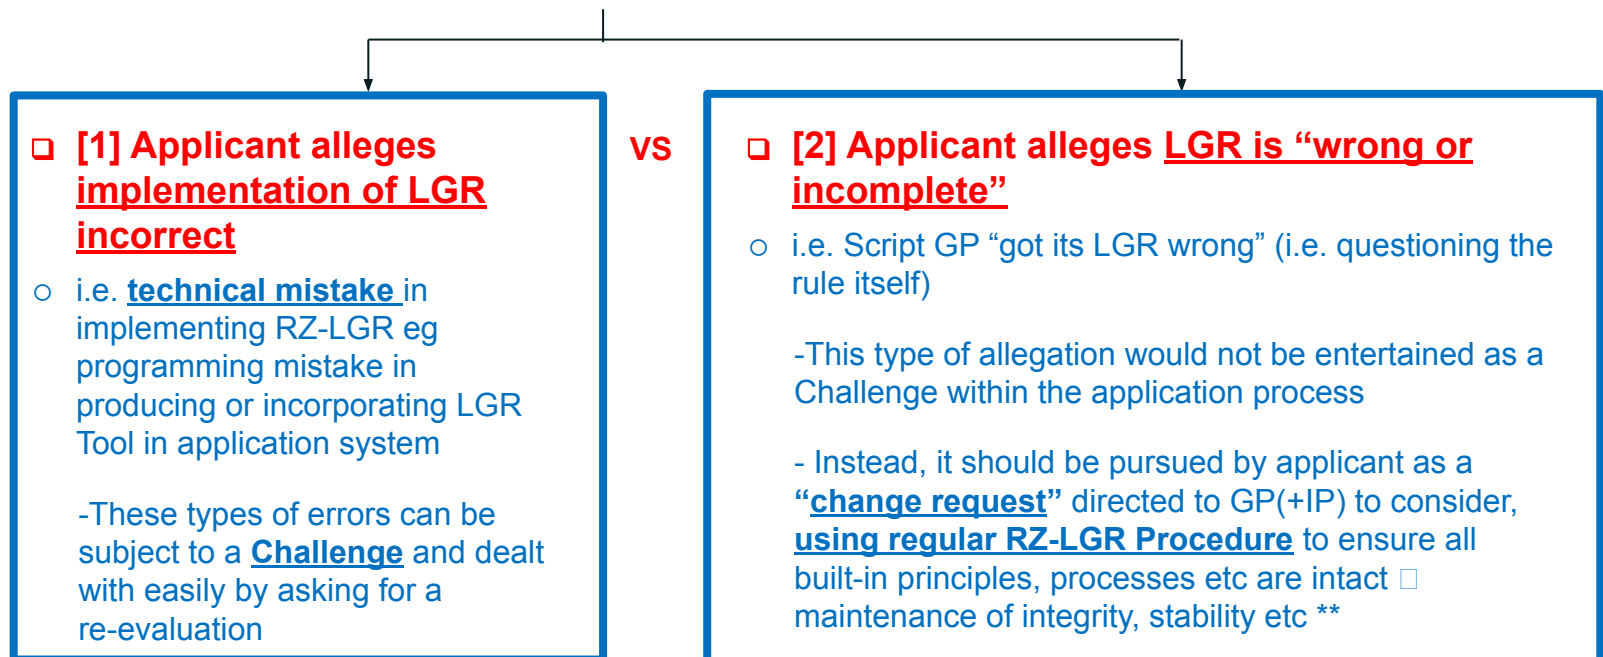 ❑ [1] Applicant alleges
implementation of LGR
incorrect
○ i.e. technical mistake in
implementing RZ-LGR eg
programming mistake in
producing or incorporating LGR
Tool in application system
-These types of errors can be
subject to a Challenge and dealt
with easily by asking for a
re-evaluation
VS
❑ [2] Applicant alleges LGR is “wrong or
incomplete”
○ i.e. Script GP “got its LGR wrong” (i.e. questioning the
rule itself)
-This type of allegation would not be entertained as a
Challenge within the application process
- Instead, it should be pursued by applicant as a
“change request” directed to GP(+IP) to consider,
using regular RZ-LGR Procedure to ensure all
built-in principles, processes etc are intact □
maintenance of integrity, stability etc **